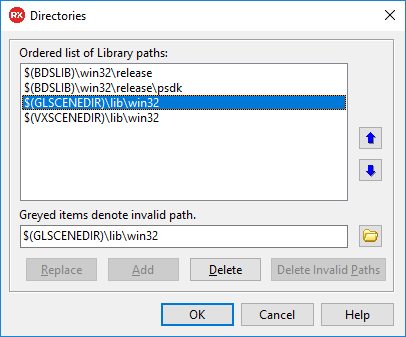 RX Directories
Ordered list of Library paths:
$(BDSLIB)\win32\release
$(BDSLIB)\win32\release\psdk
$(GLSCENEDIR)\lib\win32
$(VXSCENEDIR)\lib\win32
Greyed items denote invalid path.
$(GLSCENEDIR)\lib\win32
Replace Add Delete Delete Invalid Paths
OK Cancel Help